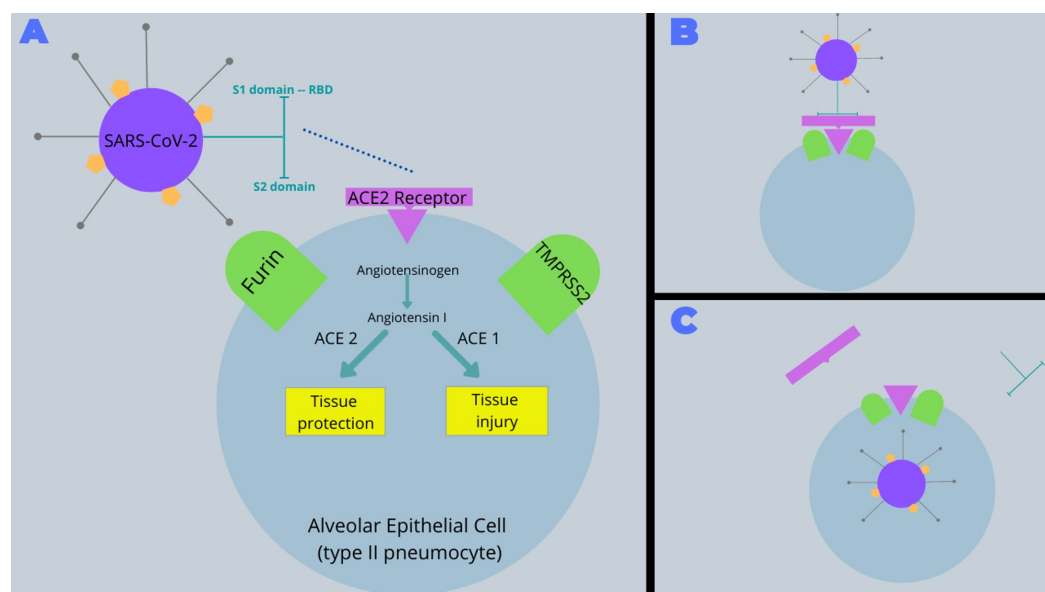 A
SARS-CoV-2
S1 domain -- RBD
S2 domain
ACE2 Receptor
Furin
TMPRSS2
Angiotensinogen
Angiotensin I
ACE 2
ACE 1
Tissue
protection
Tissue
injury
Alveolar Epithelial Cell
(type II pneumocyte)
B
C